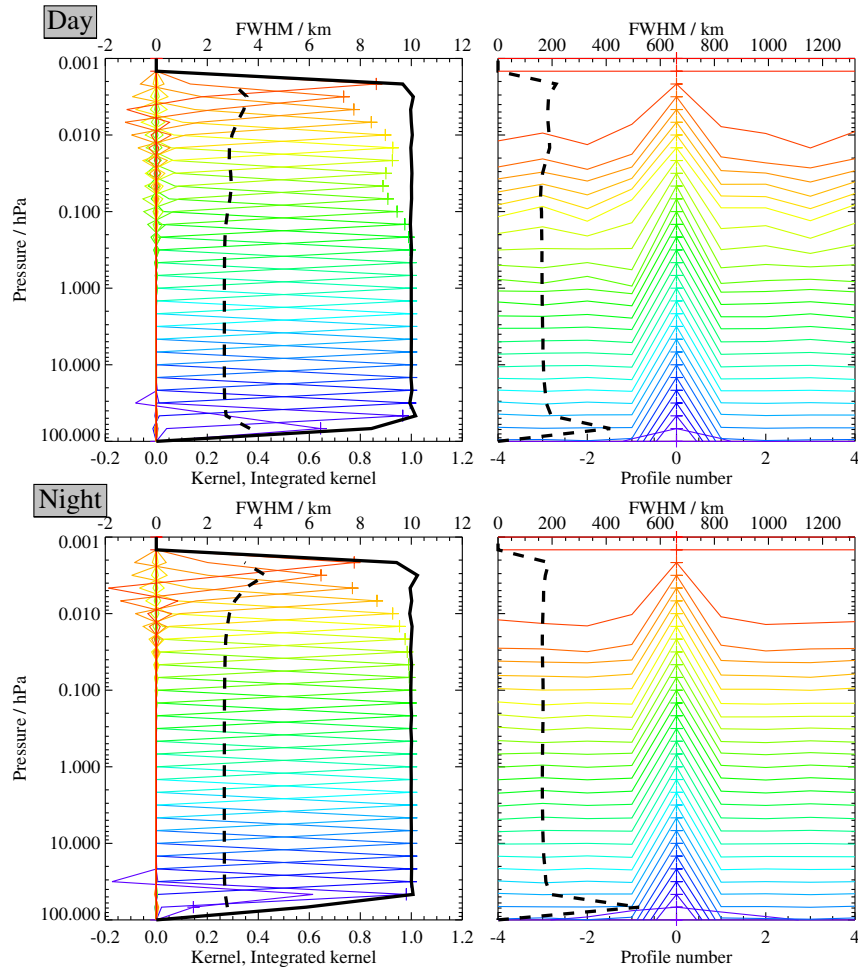 Day
FWHM / km
FWHM / km
-2 0 2 4 6 8 10 12
0 200 400 600 800 1000 1200
Pressure / hPa
0.001
0.010
0.100
1.000
10.000
100.000
-0.2 0.0 0.2 0.4 0.6 0.8 1.0 1.2
-4 -2 0 2 4
Kernel, Integrated kernel
Profile number
Night
FWHM / km
FWHM / km
-2 0 2 4 6 8 10 12
0 200 400 600 800 1000 1200
Pressure / hPa
0.001
0.010
0.100
1.000
10.000
100.000
-0.2 0.0 0.2 0.4 0.6 0.8 1.0 1.2
-4 -2 0 2 4
Kernel, Integrated kernel
Profile number